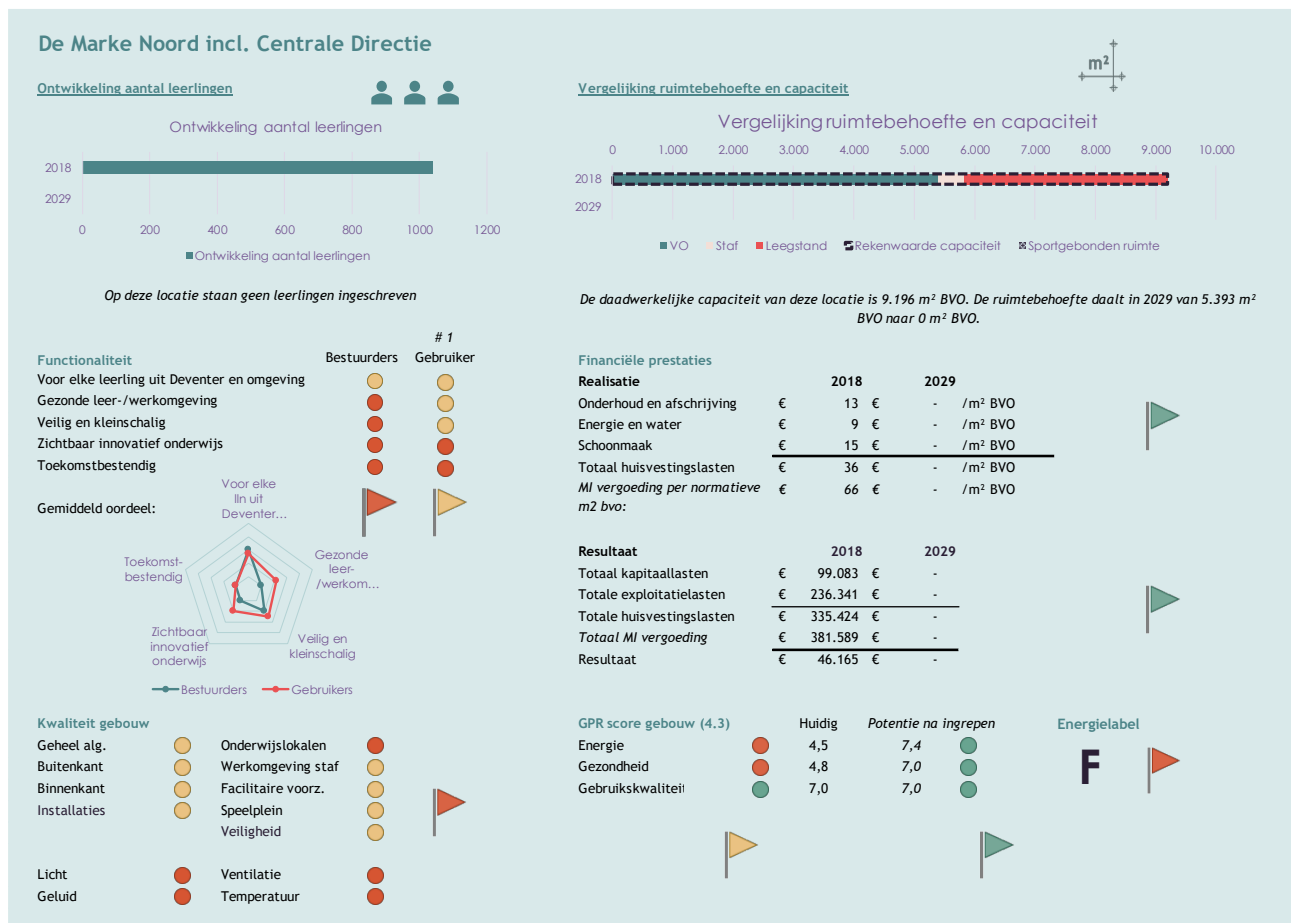 De Marke Noord incl. Centrale Directie
Ontwikkeling aantal leerlingen
Ontwikkeling aantal leerlingen
2018
2029
0 200 400 600 800 1000 1200
Ontwikkeling aantal leerlingen
Op deze locatie staan geen leerlingen ingeschreven
m²
Vergelijking ruimtebehoefte en capaciteit
Vergelijking ruimtebehoefte en capaciteit
0 1.000 2.000 3.000 4.000 5.000 6.000 7.000 8.000 9.000 10.000
2018
2029
VO Staf Leegstand Rekenwaarde capaciteit Sportgebonden ruimte
De daadwerkelijke capaciteit van deze locatie is 9.196 m² BVO. De ruimtebehoefte daalt in 2029 van 5.393 m²
BVO naar 0 m² BVO.
# 1
Functionaliteit Bestuurders Gebruiker
Voor elke leerling uit Deventer en omgeving
Gezonde leer-/werkomgeving
Veilig en kleinschalig
Zichtbaar innovatief onderwijs
Toekomstbestendig
Gemiddeld oordeel:
Voor elke
lln uit
Deventer...
Gezonde
leer-
/werkom...
Veilig en
kleinschalig
Zichtbaar
innovatief
onderwijs
Toekomst-
bestendig
Bestuurders Gebruikers
Financiële prestaties
Realisatie 2018 2029
Onderhoud en afschrijving € 13 € - /m² BVO
Energie en water € 9 € - /m² BVO
Schoonmaak € 15 € - /m² BVO
Totaal huisvestingslasten € 36 € - /m² BVO
MI vergoeding per normatieve € 66 € - /m² BVO
m2 bvo:
Resultaat 2018 2029
Totaal kapitaallasten € 99.083 € -
Totale exploitatielasten € 236.341 € -
Totale huisvestingslasten € 335.424 € -
Totaal MI vergoeding € 381.589 € -
Resultaat € 46.165 € -
Kwaliteit gebouw
Geheel alg. Onderwijslokalen
Buitenkant Werkomgeving staf
Binnenkant Facilitaire voorz.
Installaties Speelplein
Veiligheid
Licht Ventilatie
Geluid Temperatuur
GPR score gebouw (4.3) Huidig Potentie na ingrepen Energielabel
Energie 4,5 7,4
Gezondheid 4,8 7,0
Gebruikskwaliteit 7,0 7,0
F